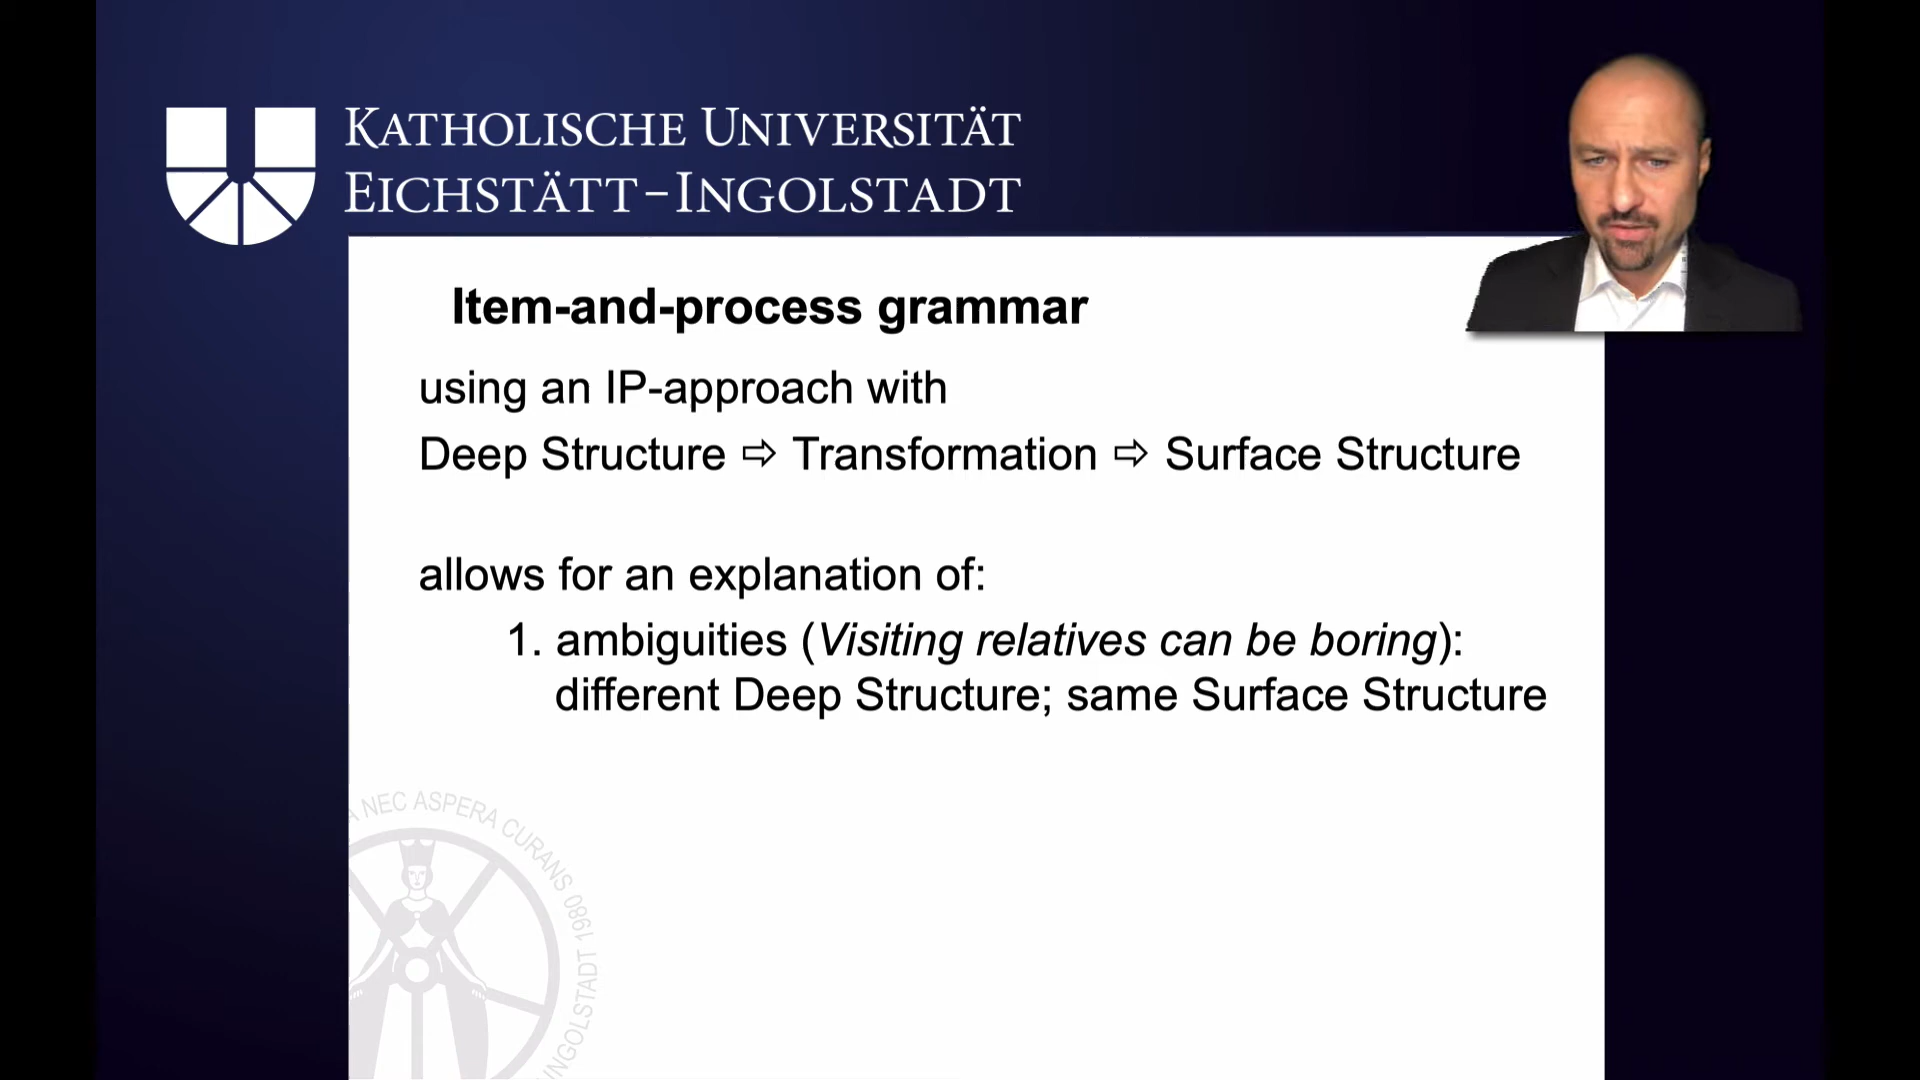 KATHOLISCHE UNIVERSITÄT
EICHSTÄTT-INGOLSTADT
Item-and-process grammar
using an IP-approach with
Deep Structure ⇨ Transformation ⇨ Surface Structure
allows for an explanation of:
1. ambiguities (Visiting relatives can be boring):
different Deep Structure; same Surface Structure
NEC ASPERA CURANS 1980 INGOLSTADT